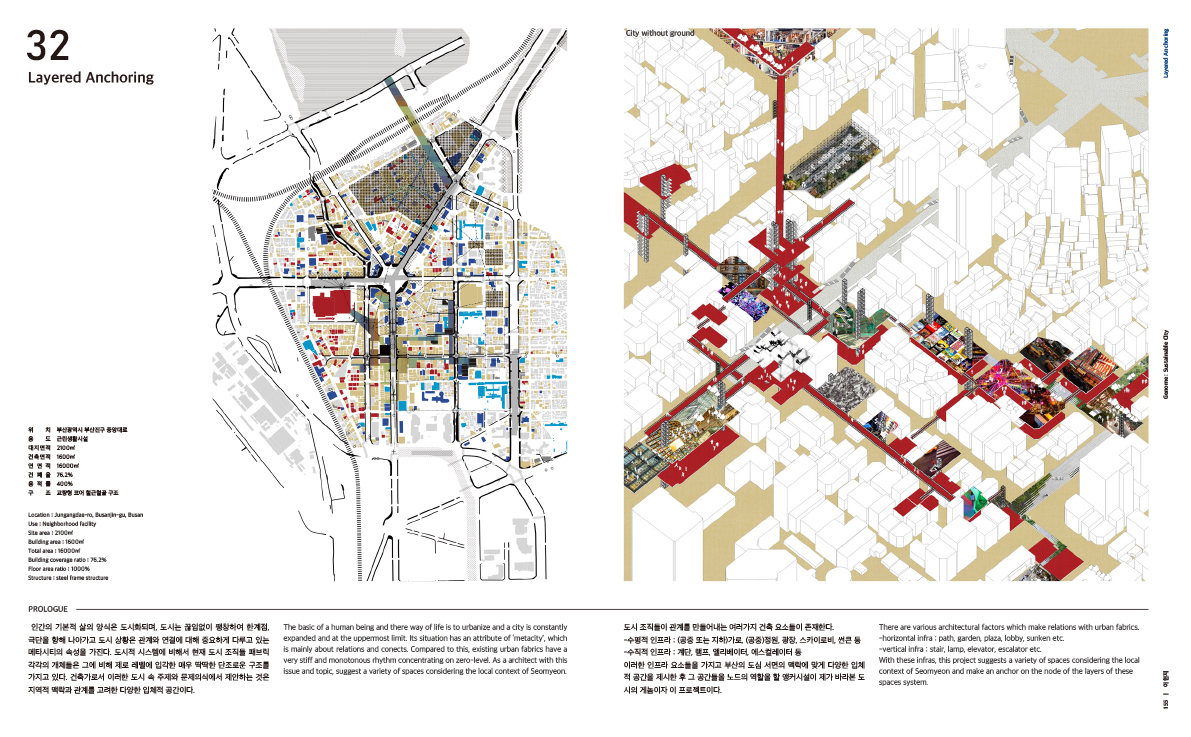 32
Layered Anchoring
위 치 부산광역시 부산진구 중앙대로
용 도 근린생활시설
대지면적 2100㎡
건축면적 1600㎡
연 면 적 16000㎡
건 폐 율 76.2%
용 적 률 400%
구 조 교량형 코어 철근철골 구조
Location : Jungangdae-ro, Busanjin-gu, Busan
Use : Neighborhood facility
Site area : 2100㎡
Building area : 1600㎡
Total area : 16000㎡
Building coverage ratio : 76.2%
Floor area ratio : 1000%
Structure : steel frame structure
City without ground
Layered Anchoring
Genome : Sustainable City
PROLOGUE
인간의 기본적 삶의 양식은 도시화되며, 도시는 끊임없이 팽창하여 한계점,
극단을 향해 나아가고 도시 상황은 관계와 연결에 대해 중요하게 다루고 있는
메타시티의 속성을 가진다. 도시적 시스템에 비해서 현재 도시 조직들 패브릭
각각의 개체들은 그에 비해 제로 레벨에 입각한 매우 딱딱한 단조로운 구조를
가지고 있다. 건축가로서 이러한 도시 속 주제와 문제의식에서 제안하는 것은
지역적 맥락과 관계를 고려한 다양한 입체적 공간이다.
The basic of a human being and there way of life is to urbanize and a city is constantly
expanded and at the uppermost limit. Its situation has an attribute of 'metacity', which
is mainly about relations and conects. Compared to this, existing urban fabrics have a
very stiff and monotonous rhythm concentrating on zero-level. As a architect with this
issue and topic, suggest a variety of spaces considering the local context of Seomyeon.
도시 조직들이 관계를 만들어내는 여러가지 건축 요소들이 존재한다.
-수평적 인프라 : (공중 또는 지하)가로, (공중)정원, 광장, 스카이로비, 썬큰 등
-수직적 인프라 : 계단, 램프, 엘리베이터, 에스컬레이터 등
이러한 인프라 요소들을 가지고 부산의 도심 서면의 맥락에 맞게 다양한 입체
적 공간을 제시한 후 그 공간들을 노드의 역할을 할 앵커시설이 제가 바라본 도
시의 게놈이자 이 프로젝트이다.
There are various architectural factors which make relations with urban fabrics.
-horizontal infra : path, garden, plaza, lobby, sunken etc.
-vertical infra : stair, lamp, elevator, escalator etc.
With these infras, this project suggests a variety of spaces considering the local
context of Seomyeon and make an anchor on the node of the layers of these
spaces system.
155 |